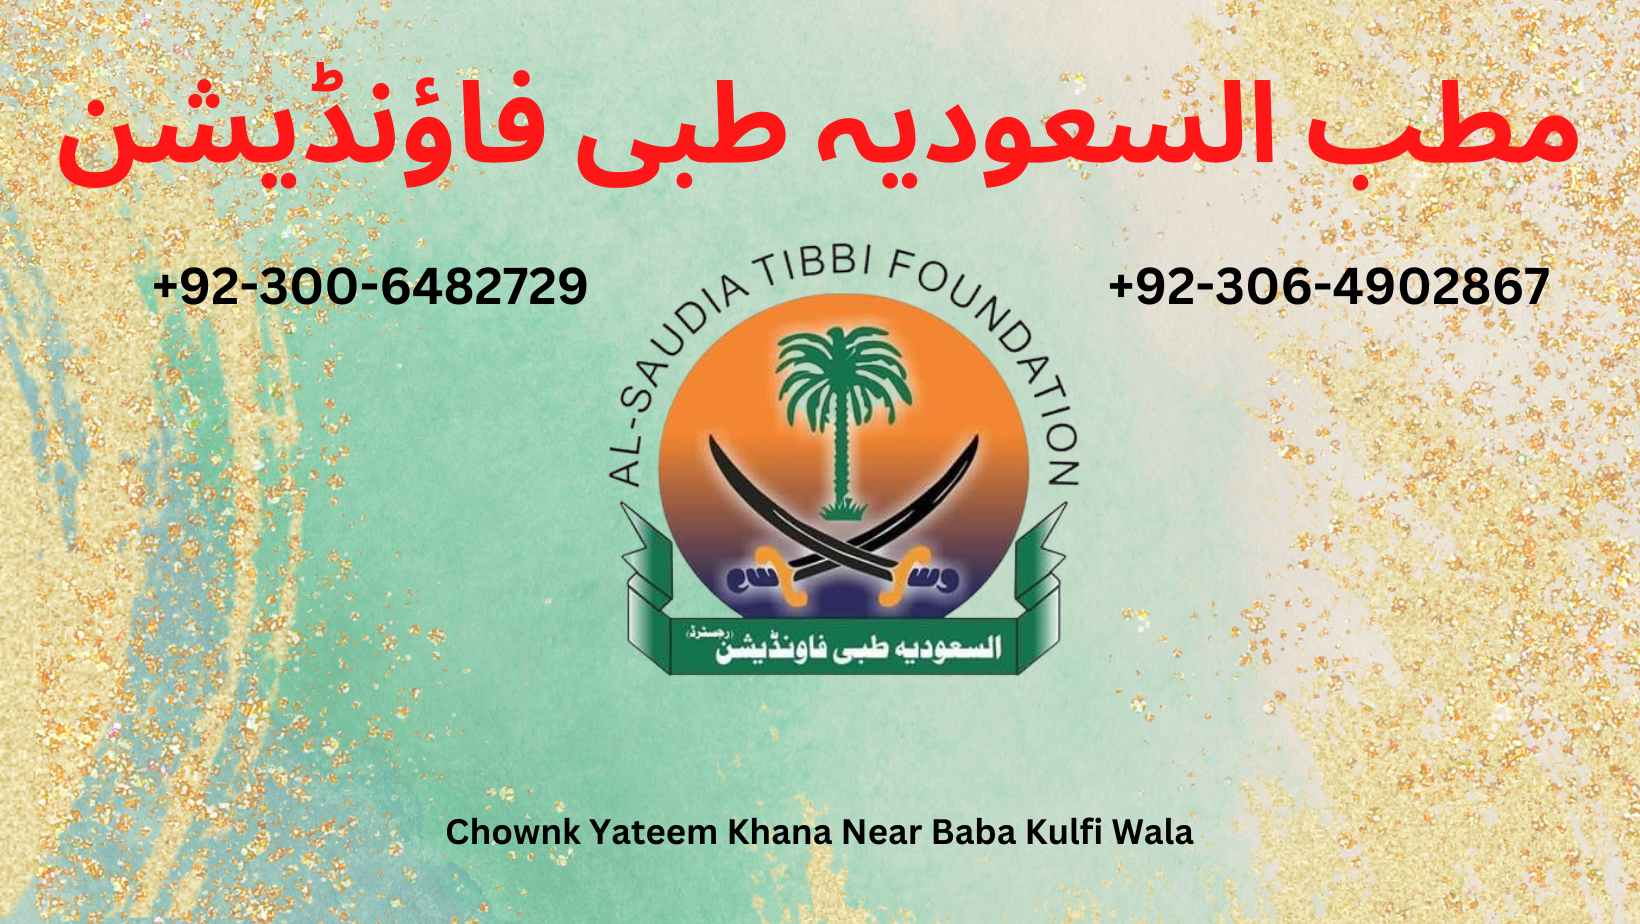 مطب السعودیہ طبی فاؤنڈیشن
+92-300-6482729
+92-306-4902867
AL-SAUDIA TIBBI FOUNDATION
السعودیہ طبی فاونڈیشن (رجسٹرڈ)
Chownk Yateem Khana Near Baba Kulfi Wala